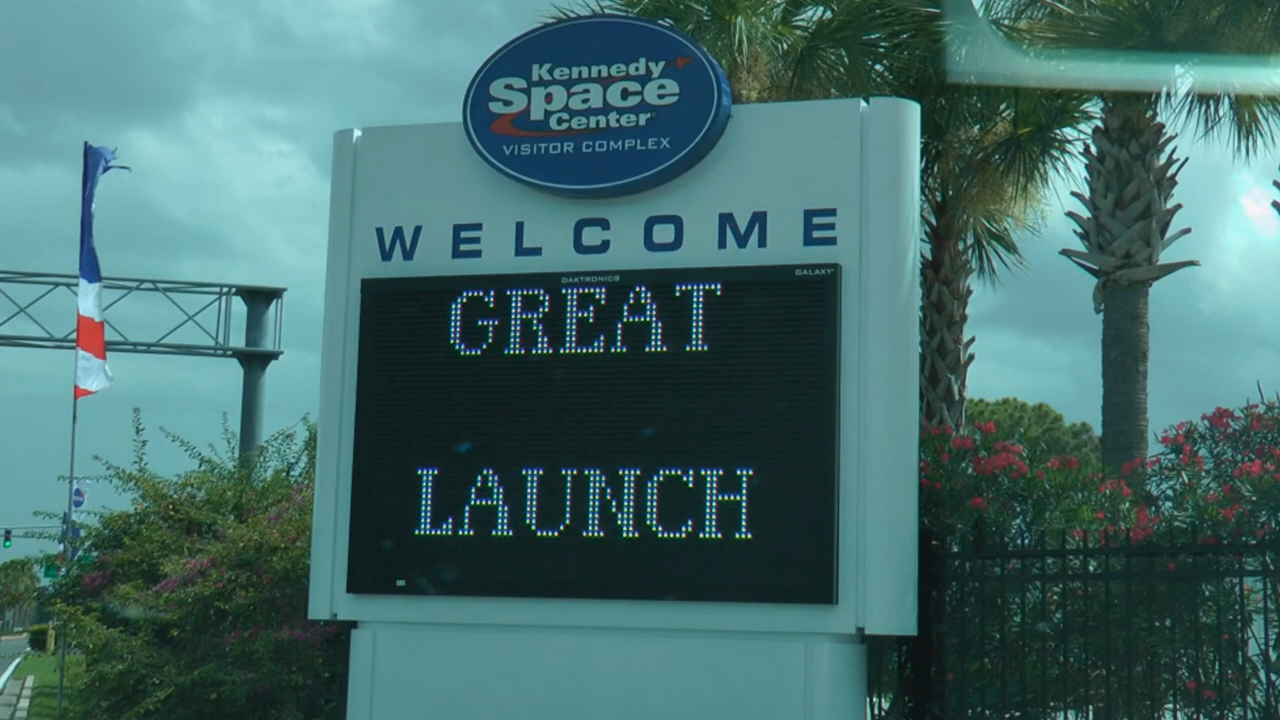 Kennedy
Space
Center
VISITOR COMPLEX
WELCOME
DAKTRONICS
GALAXY
GREAT
LAUNCH